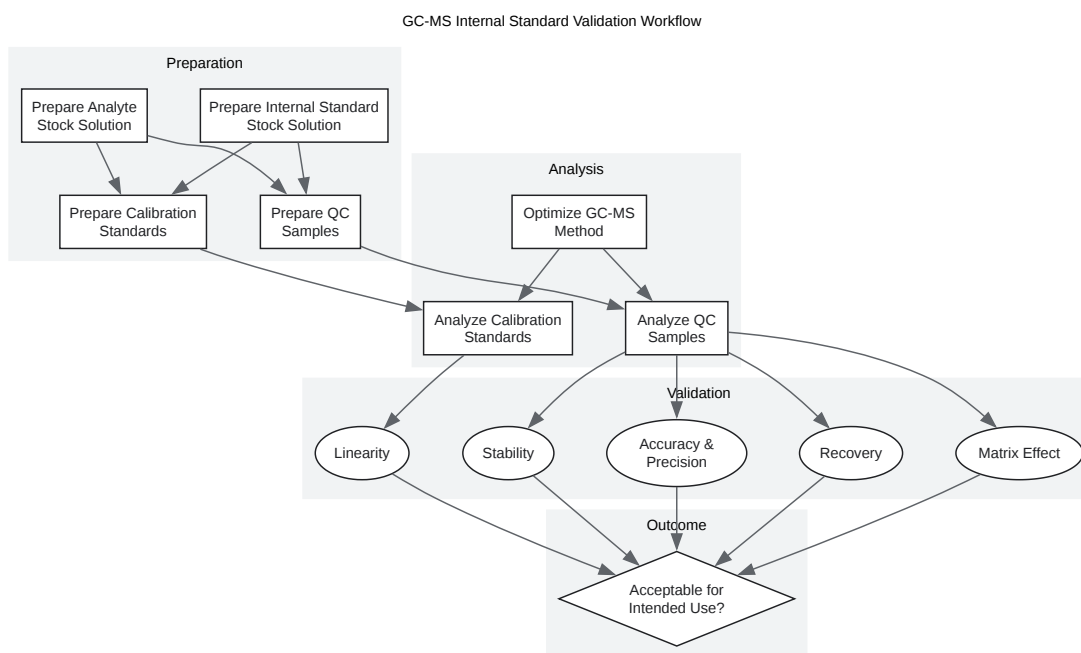 GC-MS Internal Standard Validation Workflow
Preparation
Prepare Analyte
Stock Solution
Prepare Internal Standard
Stock Solution
Prepare Calibration
Standards
Prepare QC
Samples
Analysis
Optimize GC-MS
Method
Analyze Calibration
Standards
Analyze QC
Samples
Validation
Linearity
Stability
Accuracy &
Precision
Recovery
Matrix Effect
Outcome
Acceptable for
Intended Use?